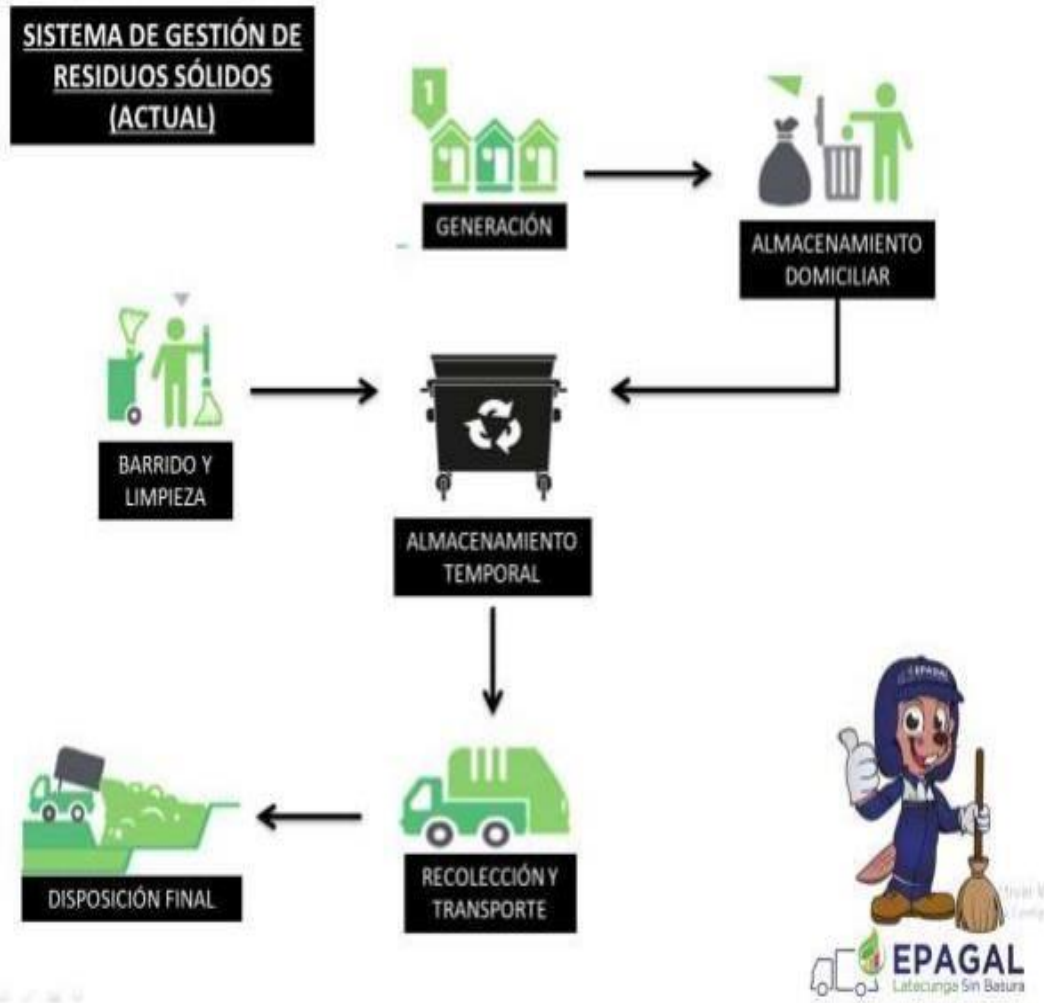 SISTEMA DE GESTIÓN DE
RESIDUOS SÓLIDOS
(ACTUAL)
1
GENERACIÓN
ALMACENAMIENTO
DOMICILIAR
BARRIDO Y
LIMPIEZA
ALMACENAMIENTO
TEMPORAL
RECOLECCIÓN Y
TRANSPORTE
DISPOSICIÓN FINAL
EPAGAL
EPAGAL
Latacunga Sin Basura